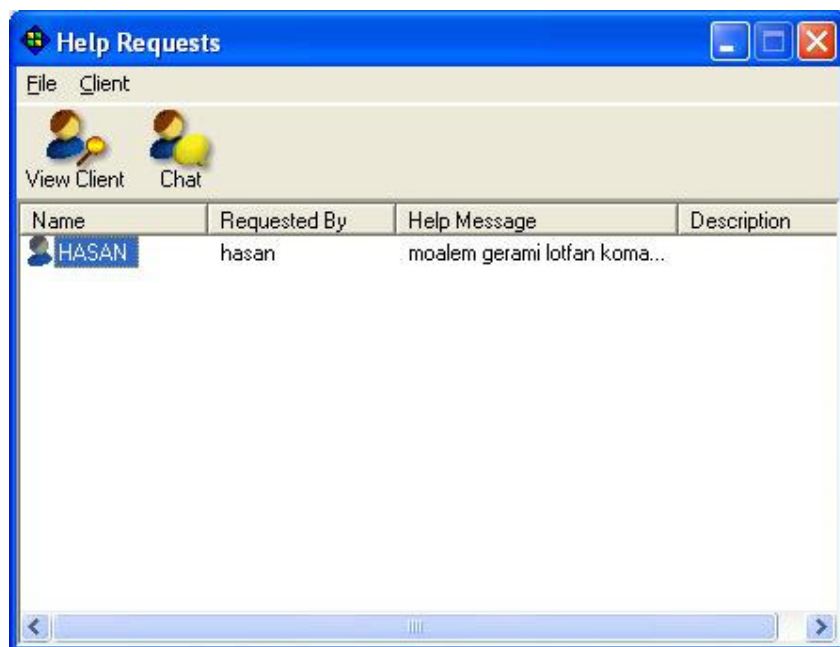 Help Requests
File Client
View Client Chat
Name Requested By Help Message Description
HASAN hasan moalem gerami lotfan koma...